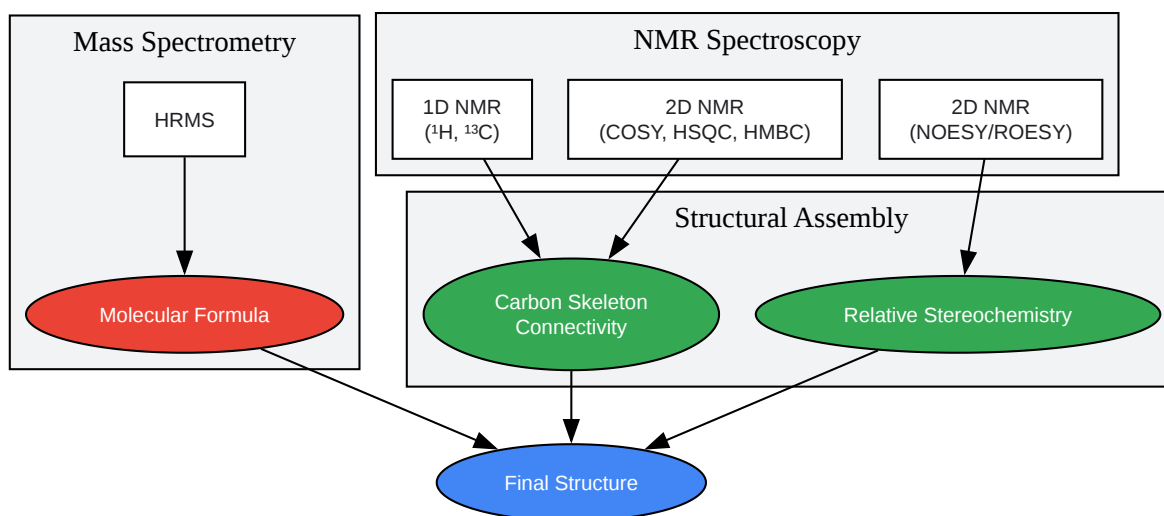 Mass Spectrometry
NMR Spectroscopy
HRMS
1D NMR
(¹H, ¹³C)
2D NMR
(COSY, HSQC, HMBC)
2D NMR
(NOESY/ROESY)
Structural Assembly
Molecular Formula
Carbon Skeleton
Connectivity
Relative Stereochemistry
Final Structure